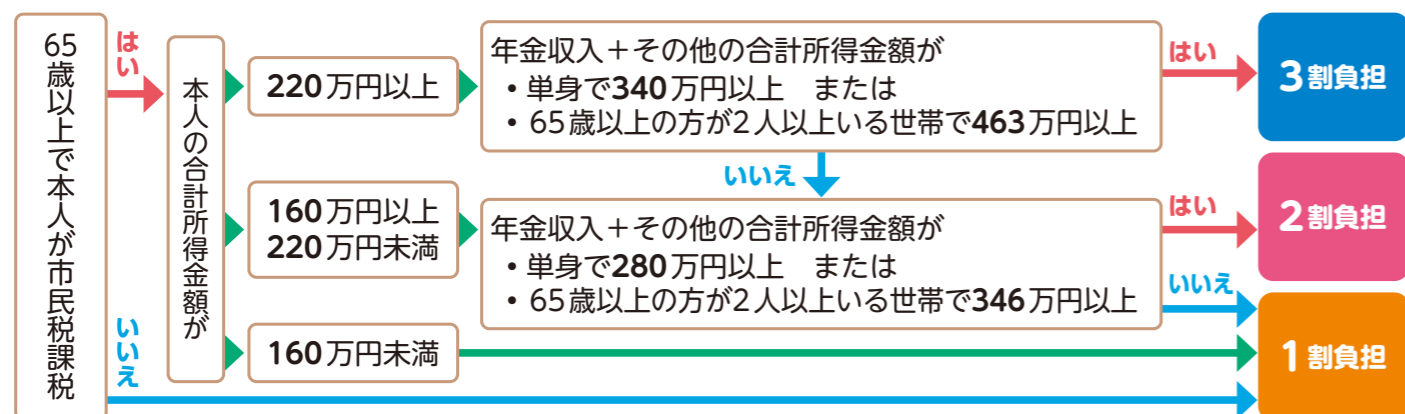 65歳以上で本人が市民税課税
はい
いいえ
本人の合計所得金額が
220万円以上
年金収入＋その他の合計所得金額が
・単身で340万円以上　または
・65歳以上の方が2人以上いる世帯で463万円以上
はい
3割負担
いいえ
160万円以上
220万円未満
年金収入＋その他の合計所得金額が
・単身で280万円以上　または
・65歳以上の方が2人以上いる世帯で346万円以上
はい
2割負担
いいえ
160万円未満
1割負担